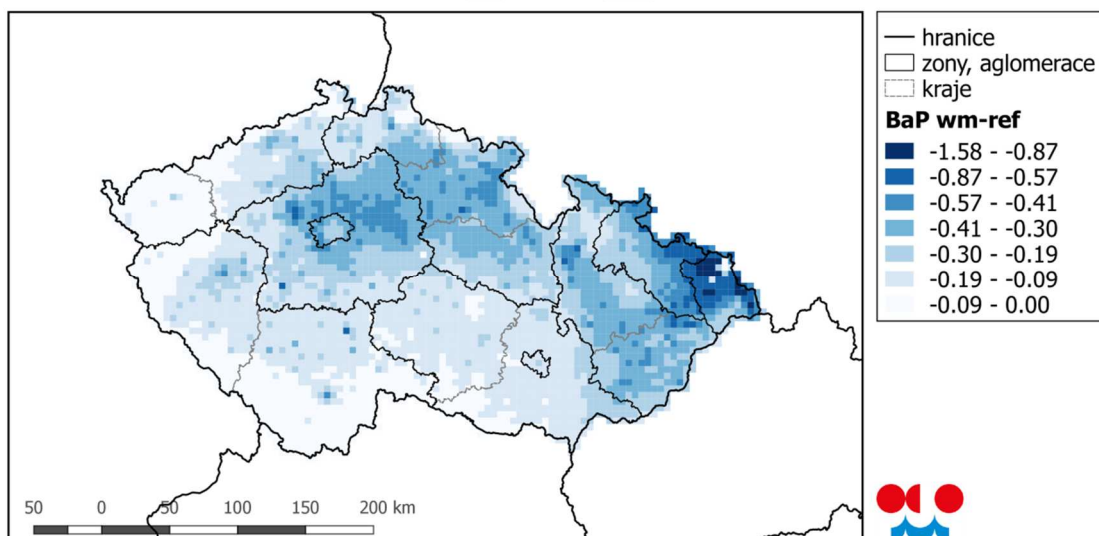 hranice
zony, aglomerace
kraje
BaP wm-ref
-1.58 - -0.87
-0.87 - -0.57
-0.57 - -0.41
-0.41 - -0.30
-0.30 - -0.19
-0.19 - -0.09
-0.09 - 0.00
50 0 50 100 150 200 km